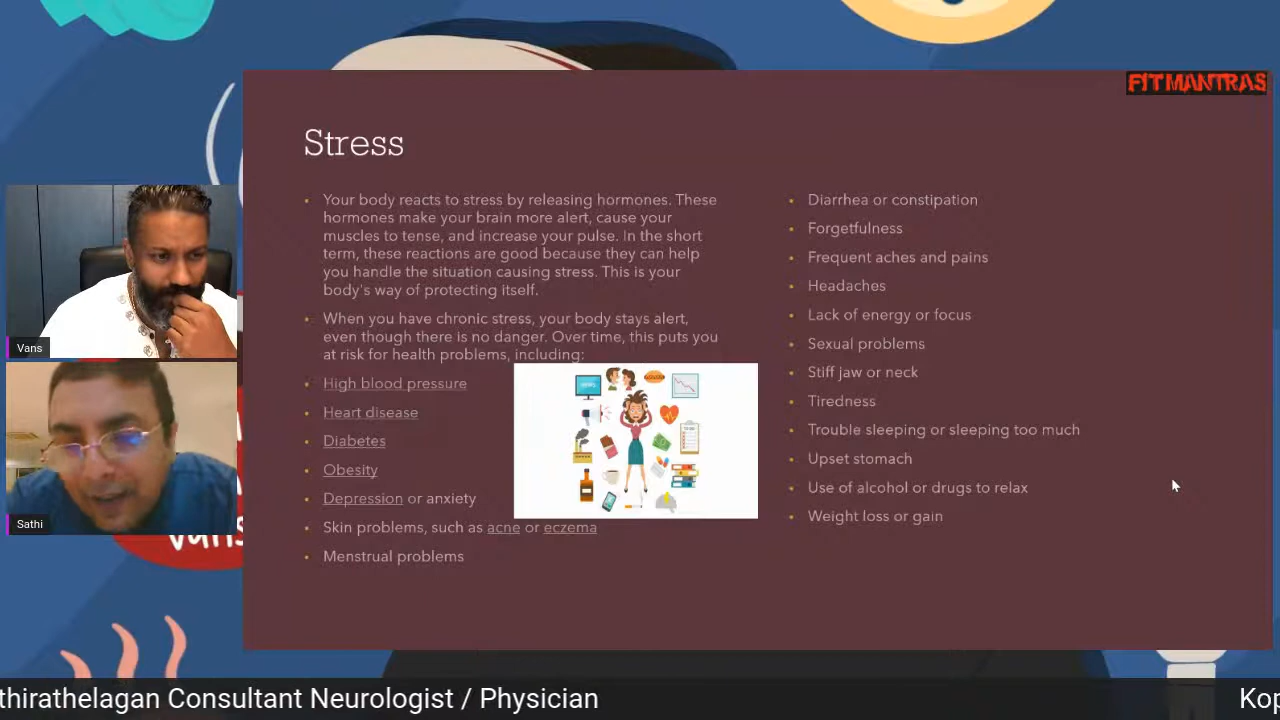 FITMANTRAS
Stress
Your body reacts to stress by releasing hormones. These
hormones make your brain more alert, cause your
muscles to tense, and increase your pulse. In the short
term, these reactions are good because they can help
you handle the situation causing stress. This is your
body's way of protecting itself.
When you have chronic stress, your body stays alert,
even though there is no danger. Over time, this puts you
at risk for health problems, including:
High blood pressure
Heart disease
Diabetes
Obesity
Depression or anxiety
Skin problems, such as acne or eczema
Menstrual problems
Diarrhea or constipation
Forgetfulness
Frequent aches and pains
Headaches
Lack of energy or focus
Sexual problems
Stiff jaw or neck
Tiredness
Trouble sleeping or sleeping too much
Upset stomach
Use of alcohol or drugs to relax
Weight loss or gain
Vans
Sathi
thirathelagan Consultant Neurologist / Physician
Kop